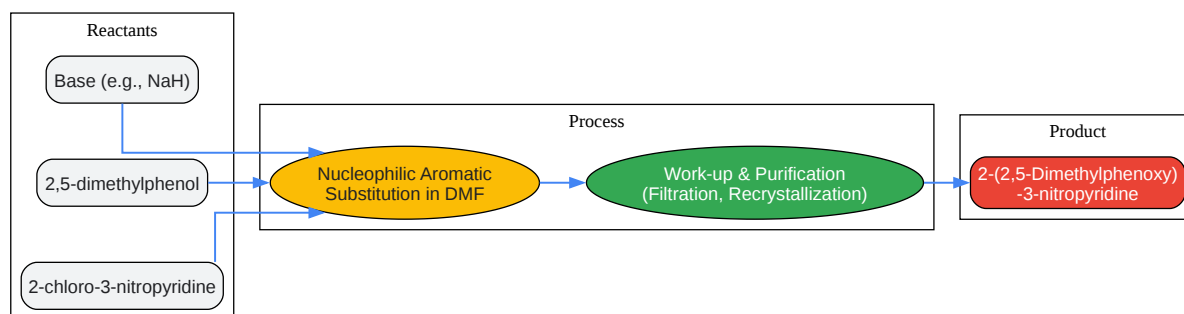 Reactants
Base (e.g., NaH)
2,5-dimethylphenol
2-chloro-3-nitropyridine
Process
Nucleophilic Aromatic
Substitution in DMF
Work-up & Purification
(Filtration, Recrystallization)
Product
2-(2,5-Dimethylphenoxy)
-3-nitropyridine